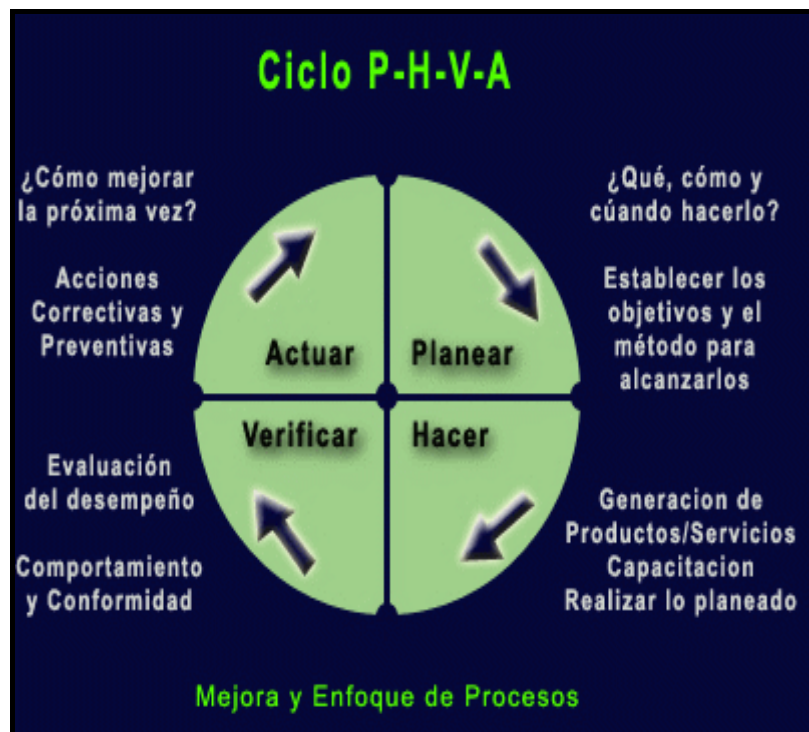 Ciclo P-H-V-A
¿Cómo mejorar
la próxima vez?
Acciones
Correctivas y
Preventivas
¿Qué, cómo y
cúando hacerlo?
Establecer los
objetivos y el
método para
alcanzarlos
Actuar
Planear
Verificar
Hacer
Evaluación
del desempeño
Comportamiento
y Conformidad
Generacion de
Productos/Servicios
Capacitacion
Realizar lo planeado
Mejora y Enfoque de Procesos